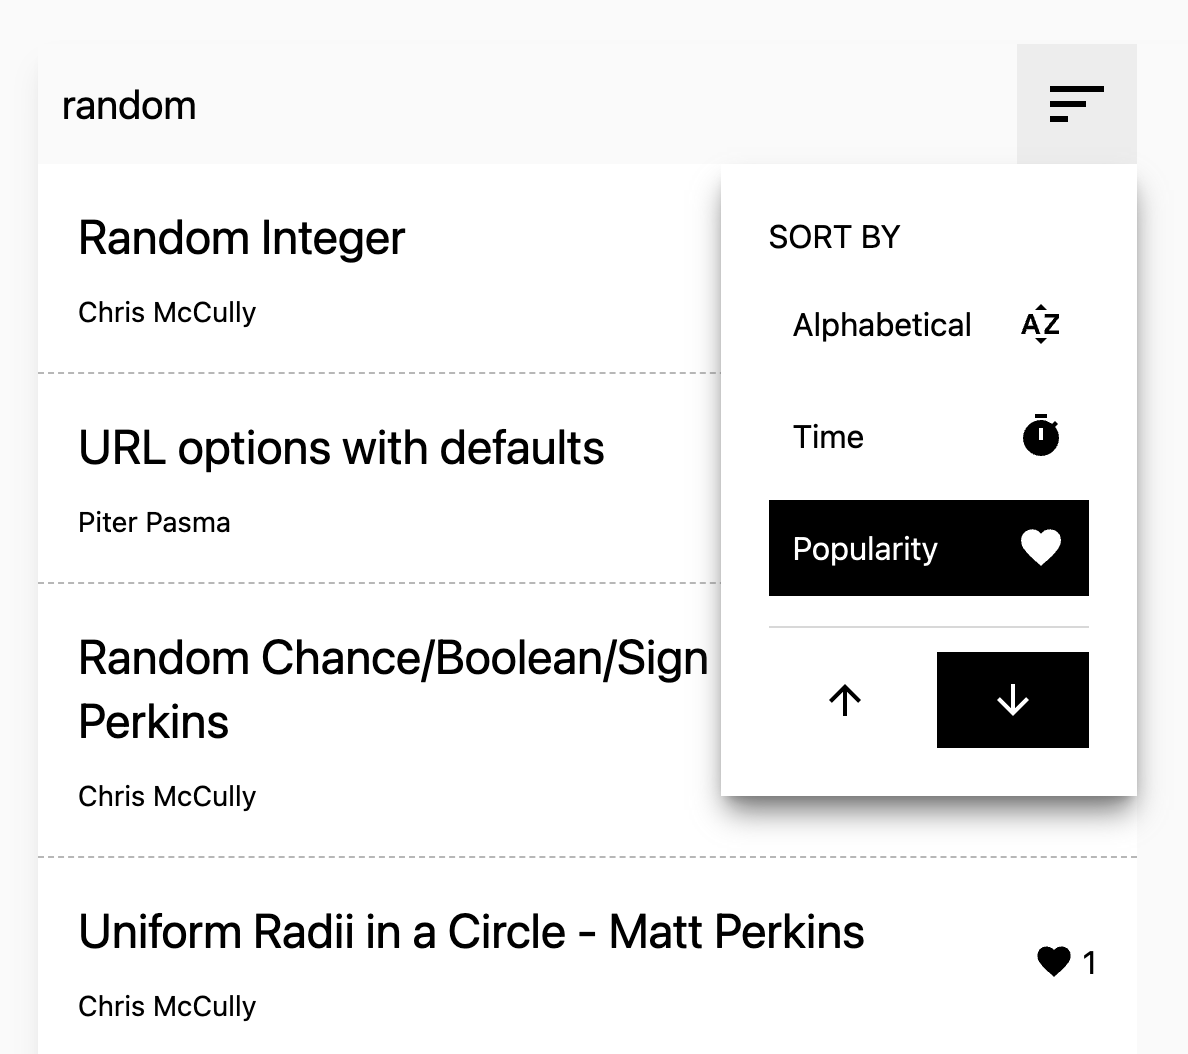 random
Random Integer
Chris McCully
URL options with defaults
Piter Pasma
Random Chance/Boolean/Sign
Perkins
Chris McCully
Uniform Radii in a Circle - Matt Perkins
Chris McCully
1
SORT BY
Alphabetical AZ
Time
Popularity